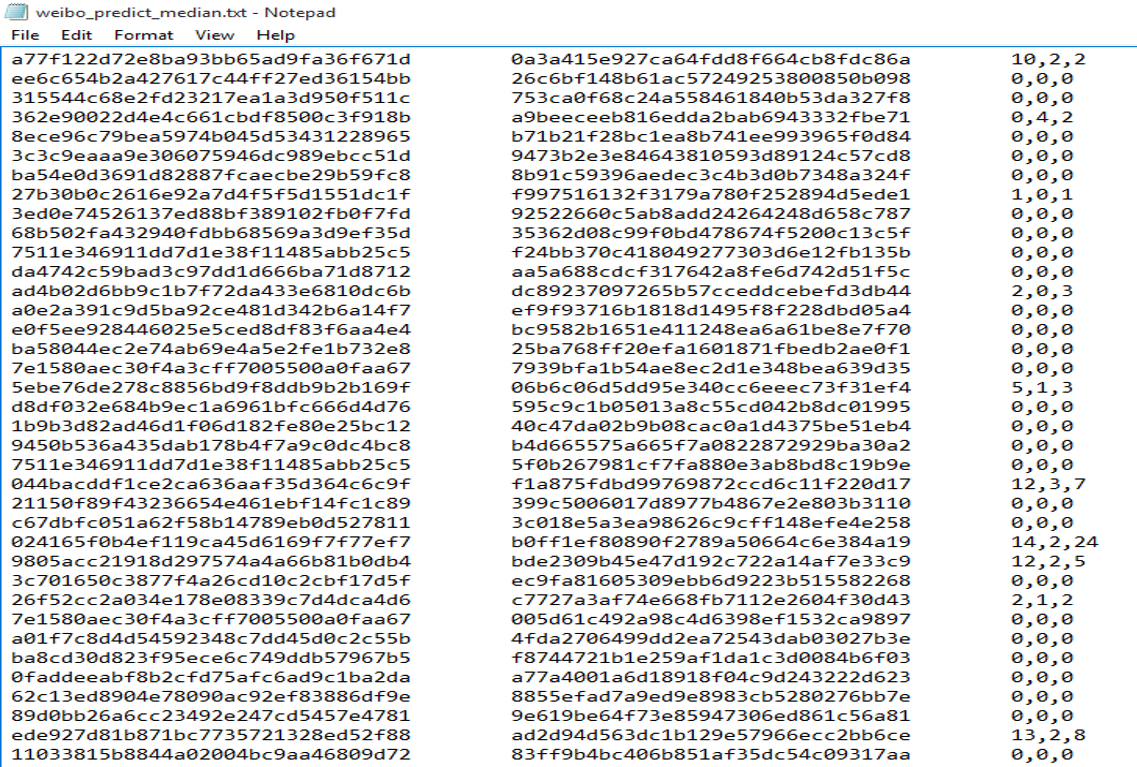 weibo_predict_median.txt - Notepad
File Edit Format View Help
a77f122d72e8ba93bb65ad9fa36f671d 0a3a415e927ca64fdd8f664cb8fdc86a 10,2,2
ee6c654b2a427617c44ff27ed36154bb 26c6bf148b61ac57249253800850b098 0,0,0
315544c68e2fd23217ea1a3d950f511c 753ca0f68c24a558461840b53da327f8 0,0,0
362e90022d4e4c661cbdf8500c3f918b a9beeceeb816edda2bab6943332fbe71 0,4,2
8ece96c79bea5974b045d53431228965 b71b21f28bc1ea8b741ee993965f0d84 0,0,0
3c3c9eaaa9e306075946dc989ebcc51d 9473b2e3e84643810593d89124c57cd8 0,0,0
ba54e0d3691d82887fcaecbe29b59fc8 8b91c59396aedec3c4b3d0b7348a324f 0,0,0
27b30b0c2616e92a7d4f5f5d1551dc1f f997516132f3179a780f252894d5ede1 1,0,1
3ed0e74526137ed88bf389102fb0f7fd 92522660c5ab8add24264248d658c787 0,0,0
68b502fa432940fdbb68569a3d9ef35d 35362d08c99f0bd478674f5200c13c5f 0,0,0
7511e346911dd7d1e38f11485abb25c5 f24bb370c418049277303d6e12fb135b 0,0,0
da4742c59bad3c97dd1d666ba71d8712 aa5a688cdcf317642a8fe6d742d51f5c 0,0,0
ad4b02d6bb9c1b7f72da433e6810dc6b dc89237097265b57cceddcebefd3db44 2,0,3
a0e2a391c9d5ba92ce481d342b6a14f7 ef9f93716b1818d1495f8f228dbd05a4 0,0,0
e0f5ee928446025e5ced8df83f6aa4e4 bc9582b1651e411248ea6a61be8e7f70 0,0,0
ba58044ec2e74ab69e4a5e2fe1b732e8 25ba768ff20efa1601871fbedb2ae0f1 0,0,0
7e1580aec30f4a3cff7005500a0faa67 7939bfa1b54ae8ec2d1e348bea639d35 0,0,0
5ebe76de278c8856bd9f8ddb9b2b169f 06b6c06d5dd95e340cc6eeec73f31ef4 5,1,3
d8df032e684b9ec1a6961bfc666d4d76 595c9c1b05013a8c55cd042b8dc01995 0,0,0
1b9b3d82ad46d1f06d182fe80e25bc12 40c47da02b9b08cac0a1d4375be51eb4 0,0,0
9450b536a435dab178b4f7a9c0dc4bc8 b4d665575a665f7a0822872929ba30a2 0,0,0
7511e346911dd7d1e38f11485abb25c5 5f0b267981cf7fa880e3ab8bd8c19b9e 0,0,0
044bacddf1ce2ca636aaf35d364c6c9f f1a875fdbd99769872ccd6c11f220d17 12,3,7
21150f89f43236654e461ebf14fc1c89 399c5006017d8977b4867e2e803b3110 0,0,0
c67dbfc051a62f58b14789eb0d527811 3c018e5a3ea98626c9cff148efe4e258 0,0,0
024165f0b4ef119ca45d6169f7f77ef7 b0ff1ef80890f2789a50664c6e384a19 14,2,24
9805acc21918d297574a4a66b81b0db4 bde2309b45e47d192c722a14af7e33c9 12,2,5
3c701650c3877f4a26cd10c2cbf17d5f ec9fa81605309ebb6d9223b515582268 0,0,0
26f52cc2a034e178e08339c7d4dca4d6 c7727a3af74e668fb7112e2604f30d43 2,1,2
7e1580aec30f4a3cff7005500a0faa67 005d61c492a98c4d6398ef1532ca9897 0,0,0
a01f7c8d4d54592348c7dd45d0c2c55b 4fda2706499dd2ea72543dab03027b3e 0,0,0
ba8cd30d823f95ece6c749ddb57967b5 f8744721b1e259af1da1c3d0084b6f03 0,0,0
0faddeeabf8b2cfd75afc6ad9c1ba2da a77a4001a6d18918f04c9d243222d623 0,0,0
62c13ed8904e78090ac92ef83886df9e 8855efad7a9ed9e8983cb5280276bb7e 0,0,0
89d0bb26a6cc23492e247cd5457e4781 9e619be64f73e85947306ed861c56a81 0,0,0
ede927d81b871bc7735721328ed52f88 ad2d94d563dc1b129e57966ecc2bb6ce 13,2,8
11033815b8844a02004bc9aa46809d72 83ff9b4bc406b851af35dc54c09317aa 0,0,0